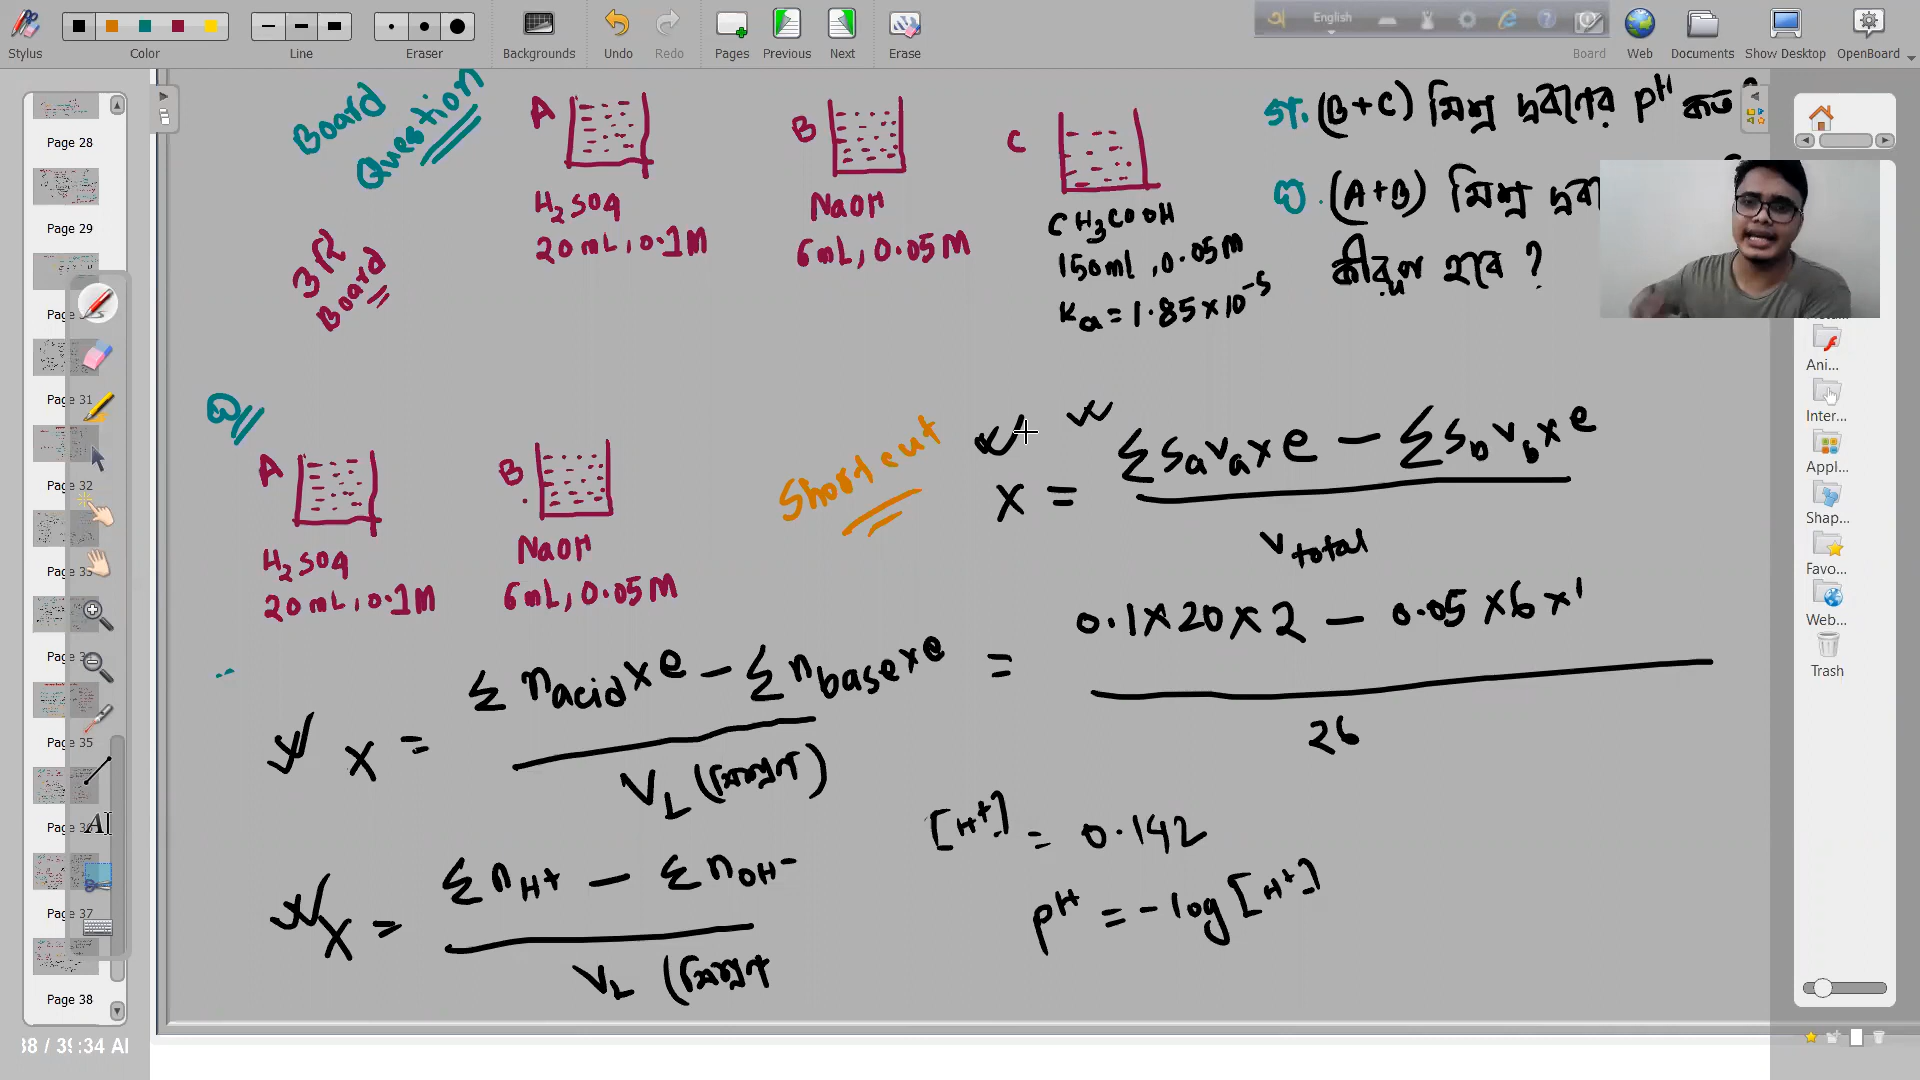 Stylus
Color
Line
Eraser
Backgrounds
Undo
Redo
Pages
Previous
Next
Erase
English
Board
Web
Documents
Show Desktop
OpenBoard
Page 28
Page 29
Page 31
Page 32
Page 35
Page 37
Page 38
Board
Question
Board
A
H₂SO₄
20 mL, 0.1M
B
NaOH
6mL, 0.05M
C
CH₃COOH
150ml, 0.05M
Ka = 1.85×10⁻⁵
গ. (B+C) মিশ্র দ্রবণের pH কত
ঘ. (A+B) মিশ্র
কীরূপ হবে ?
ঘ
A
H₂SO₄
20 mL, 0.1M
B
NaOH
6mL, 0.05M
Shortcut
x = ΣSaVa×e − ΣSbVb×e
Vtotal
= 0.1×20×2 − 0.05×6×1
26
x = Σnacid×e − Σnbase×e
VL
x = ΣnH+ − ΣnOH−
VL
[H⁺] = 0.142
pH = −log[H⁺]
Ani...
Inter...
Appl...
Shap...
Favo...
Web...
Trash